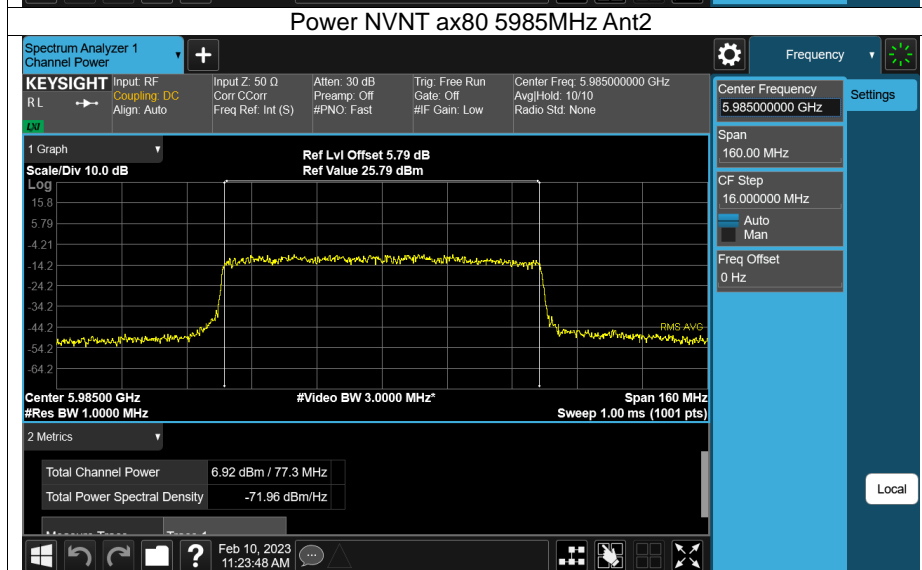 Power NVNT ax80 5985MHz Ant2
Spectrum Analyzer 1
Channel Power
+
Frequency
KEYSIGHT
RL
LXI
Input: RF
Coupling: DC
Align: Auto
Input Z: 50 Ω
Corr CCorr
Freq Ref: Int (S)
Atten: 30 dB
Preamp: Off
#PNO: Fast
Trig: Free Run
Gate: Off
#IF Gain: Low
Center Freq: 5.985000000 GHz
Avg|Hold: 10/10
Radio Std: None
Center Frequency
5.985000000 GHz
Settings
Span
160.00 MHz
CF Step
16.000000 MHz
Auto
Man
Freq Offset
0 Hz
Local
1 Graph
Scale/Div 10.0 dB
Ref Lvl Offset 5.79 dB
Ref Value 25.79 dBm
Log
15.8
5.79
-4.21
-14.2
-24.2
-34.2
-44.2
-54.2
-64.2
RMS AVG
Center 5.98500 GHz
#Video BW 3.0000 MHz*
Span 160 MHz
#Res BW 1.0000 MHz
Sweep 1.00 ms (1001 pts)
2 Metrics
Total Channel Power 6.92 dBm / 77.3 MHz
Total Power Spectral Density -71.96 dBm/Hz
?
Feb 10, 2023
11:23:48 AM